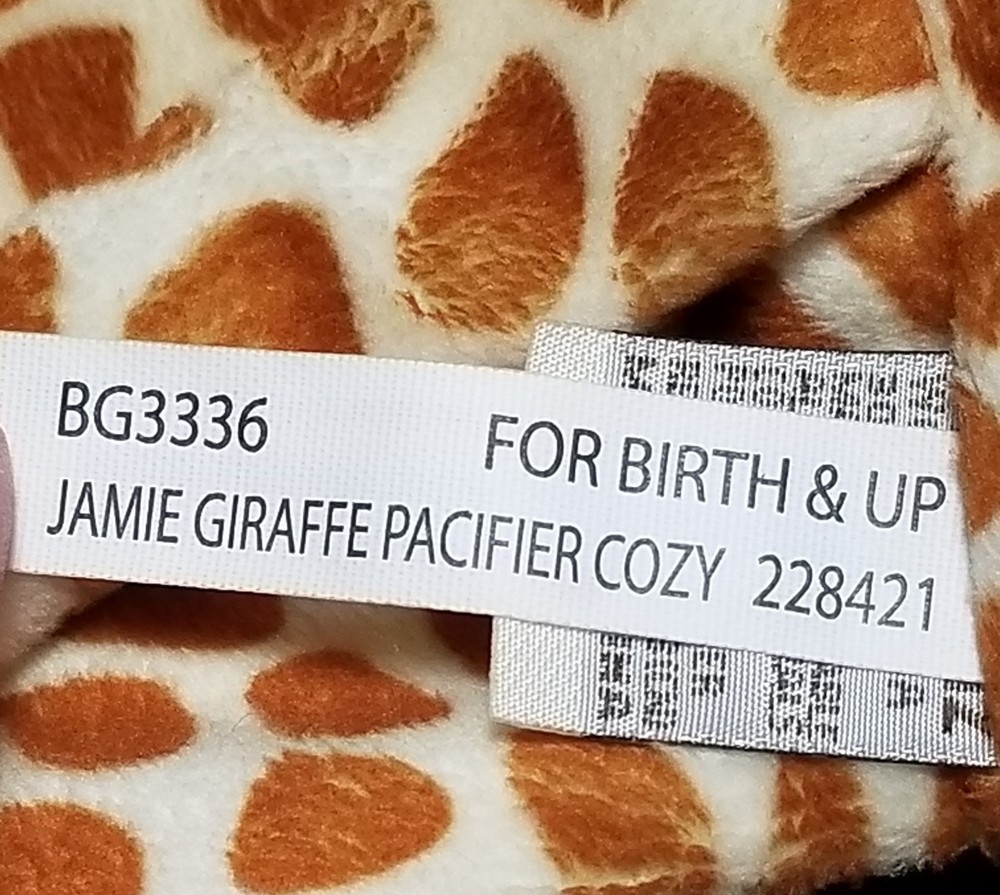 BG3336 FOR BIRTH & UP
JAMIE GIRAFFE PACIFIER COZY 228421